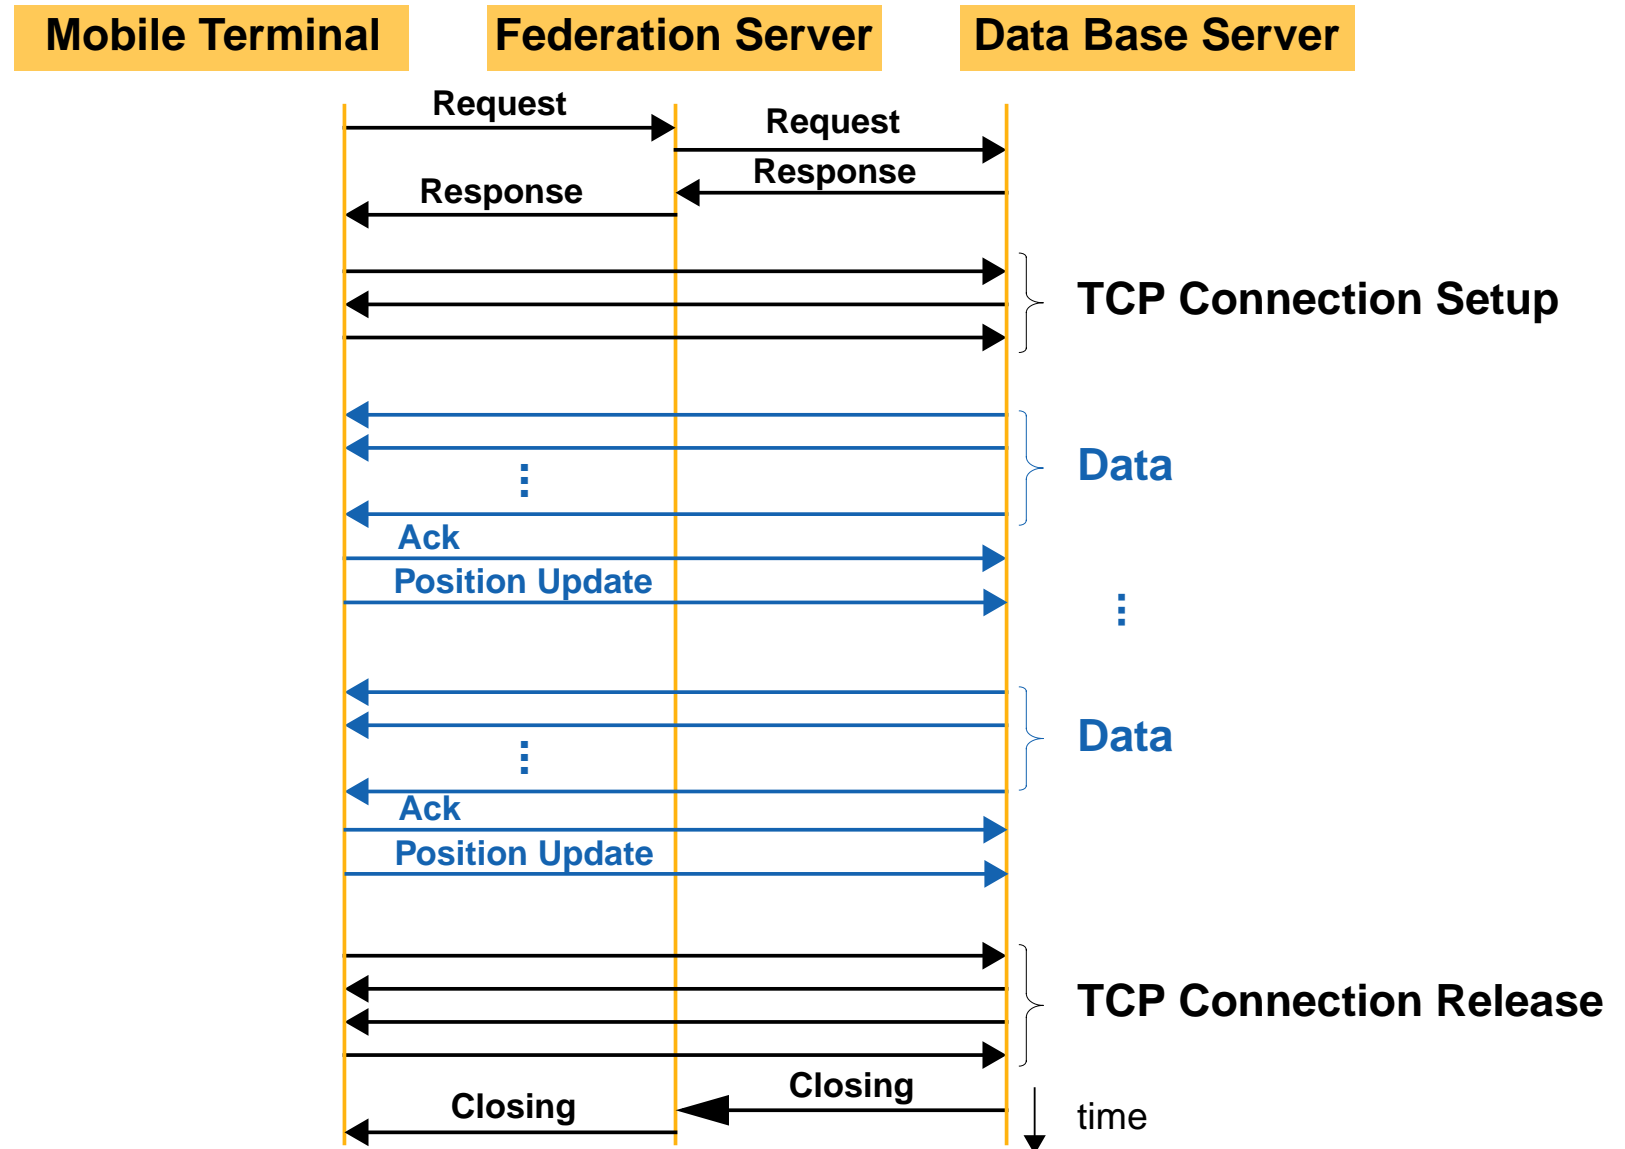 Mobile Terminal
Federation Server
Data Base Server
Request
Request
Response
Response
TCP Connection Setup
Data
Ack
Position Update
Data
Ack
Position Update
TCP Connection Release
Closing
Closing
time